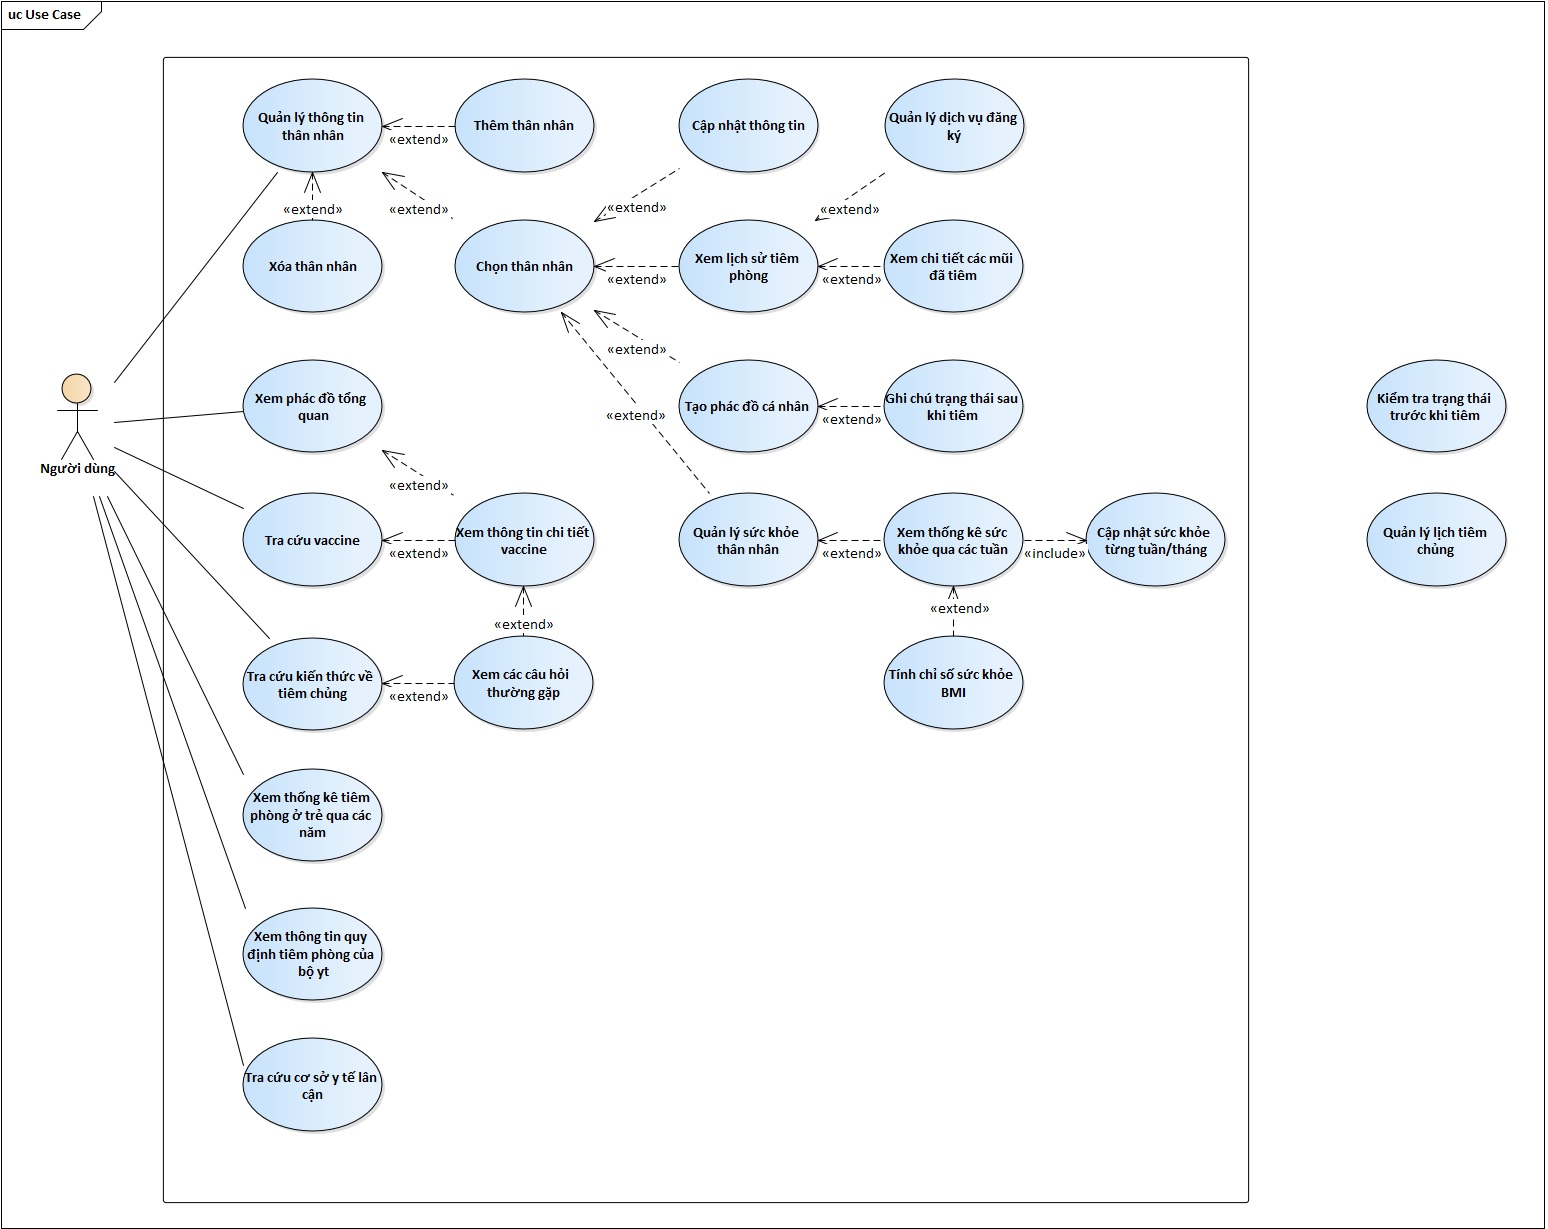 uc Use Case
Quản lý thông tin
thân nhân
«extend»
Thêm thân nhân
Cập nhật thông tin
Quản lý dịch vụ đăng
ký
«extend»
«extend»
«extend»
«extend»
Xóa thân nhân
Chọn thân nhân
«extend»
Xem lịch sử tiêm
phòng
«extend»
Xem chi tiết các mũi
đã tiêm
«extend»
Người dùng
Xem phác đồ tổng
quan
«extend»
Tạo phác đồ cá nhân
«extend»
Ghi chú trạng thái sau
khi tiêm
Kiểm tra trạng thái
trước khi tiêm
«extend»
Tra cứu vaccine
«extend»
Xem thông tin chi tiết
vaccine
Quản lý sức khỏe
thân nhân
«extend»
Xem thống kê sức
khỏe qua các tuần
«include»
Cập nhật sức khỏe
từng tuần/tháng
Quản lý lịch tiêm
chủng
«extend»
«extend»
Tra cứu kiến thức về
tiêm chủng
«extend»
Xem các câu hỏi
thường gặp
Tính chỉ số sức khỏe
BMI
Xem thống kê tiêm
phòng ở trẻ qua các
năm
Xem thông tin quy
định tiêm phòng của
bộ yt
Tra cứu cơ sở y tế lân
cận